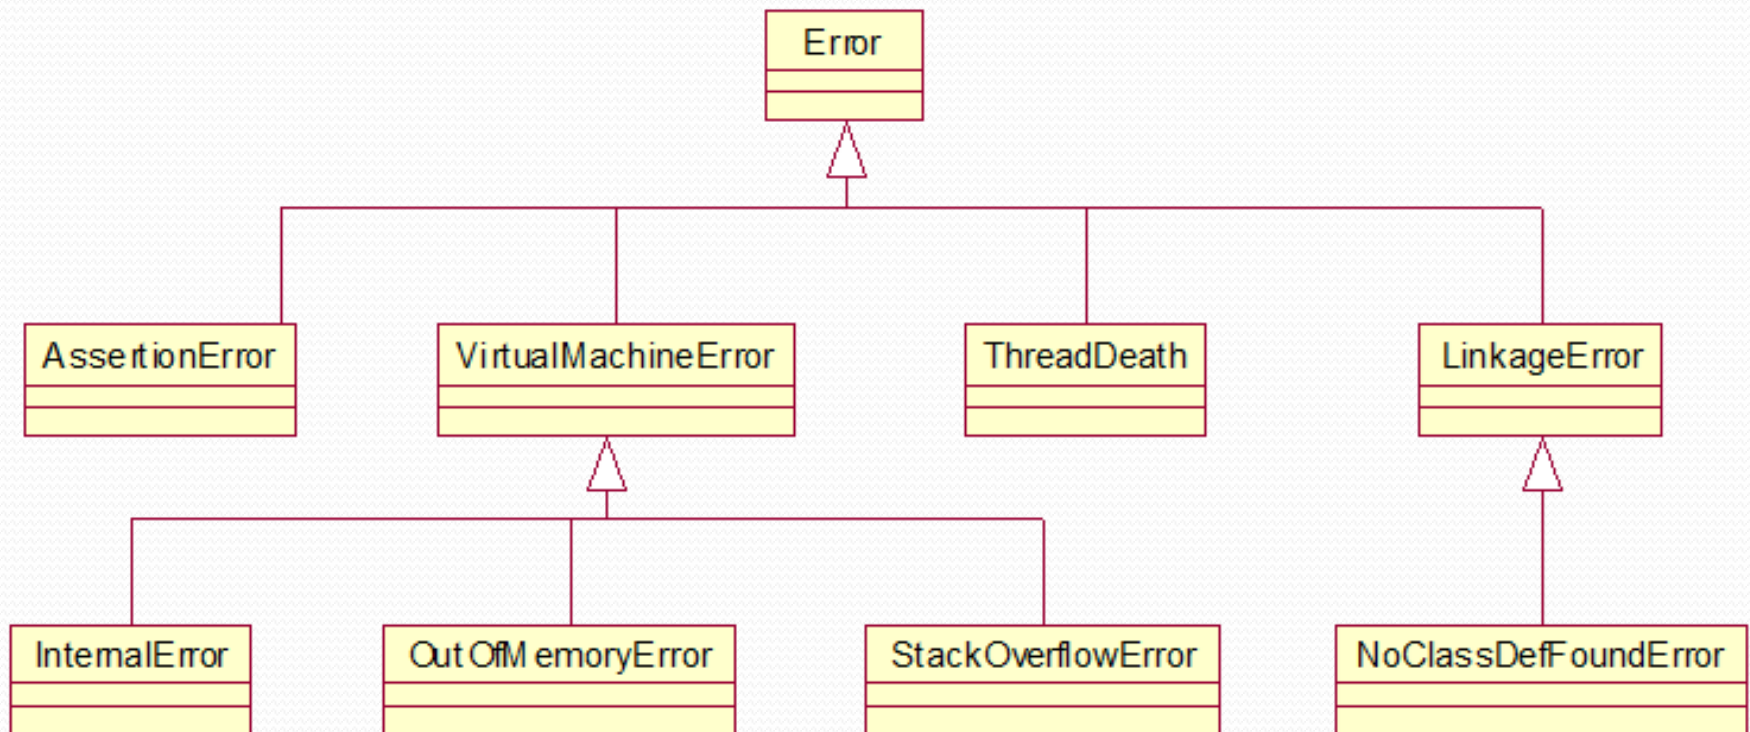 Error
AssertionError
VirtualMachineError
ThreadDeath
LinkageError
InternalError
OutOfMemoryError
StackOverflowError
NoClassDefFoundError